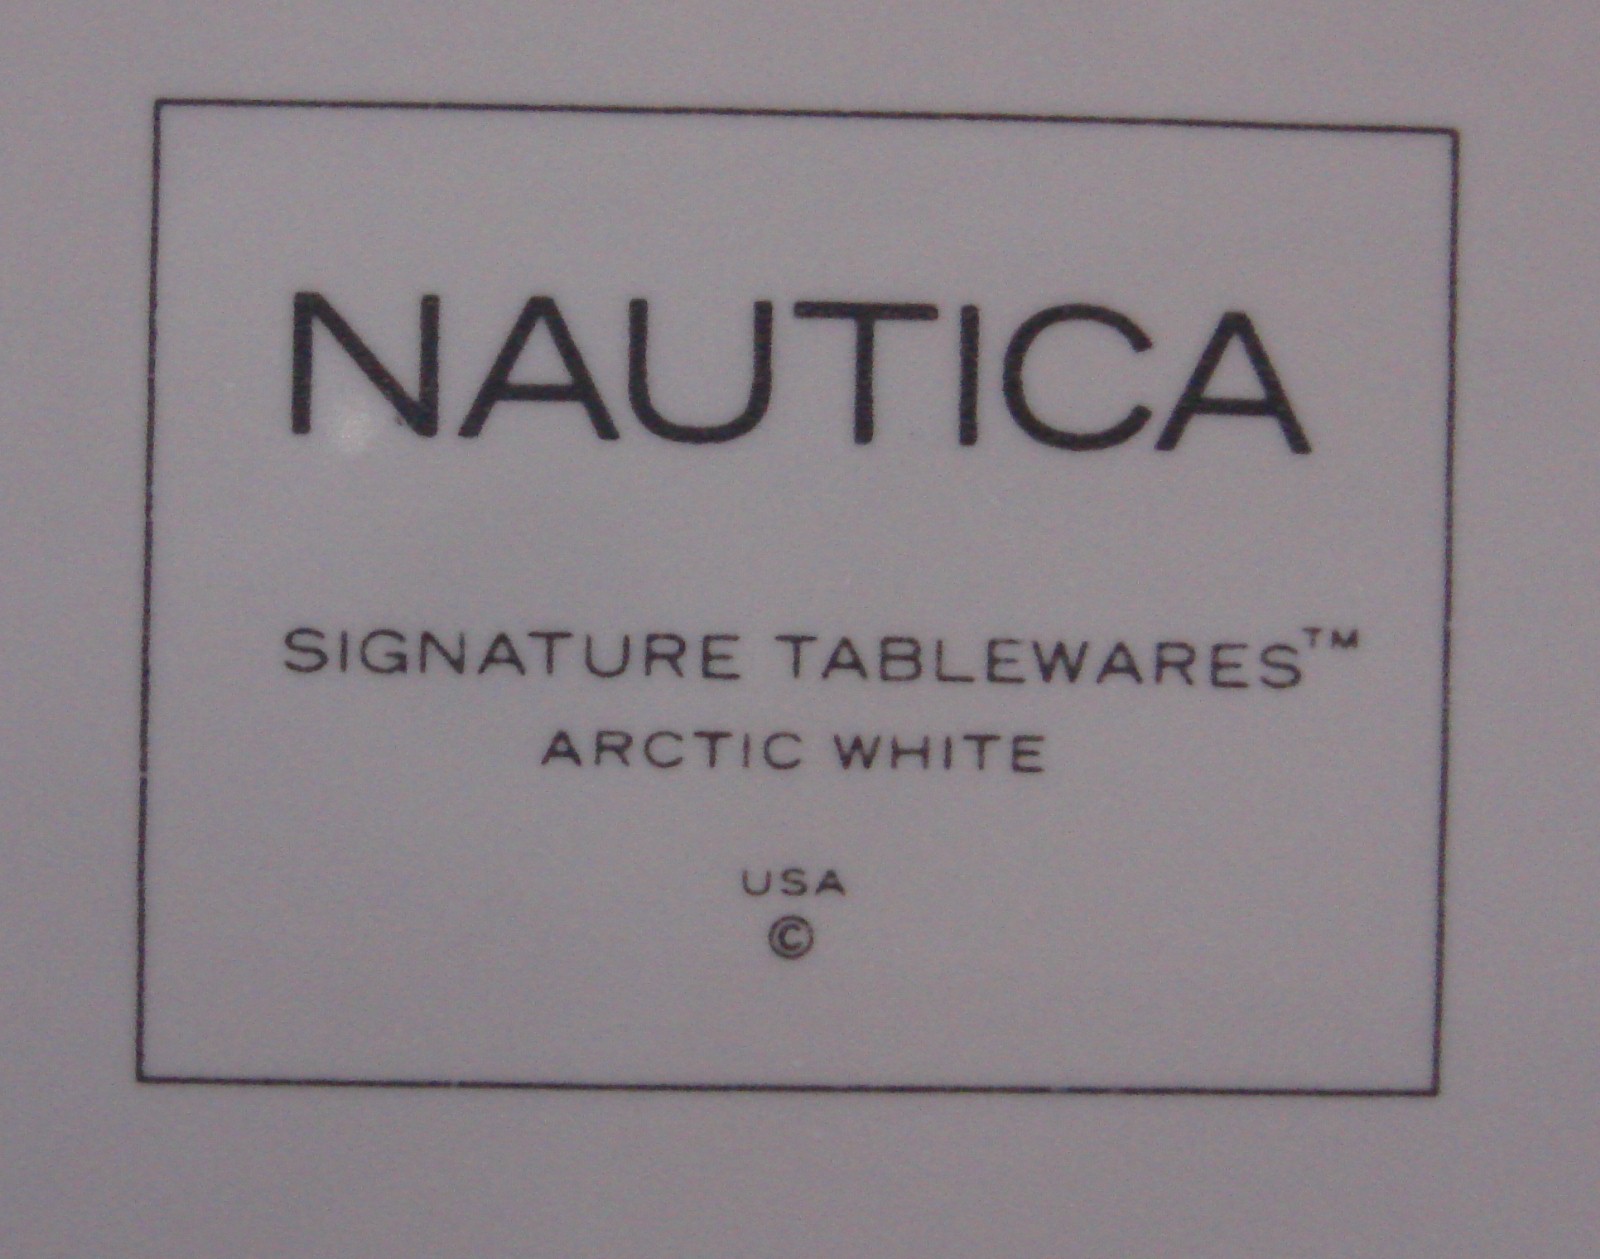 NAUTICA
SIGNATURE TABLEWARES™
ARCTIC WHITE
USA
©